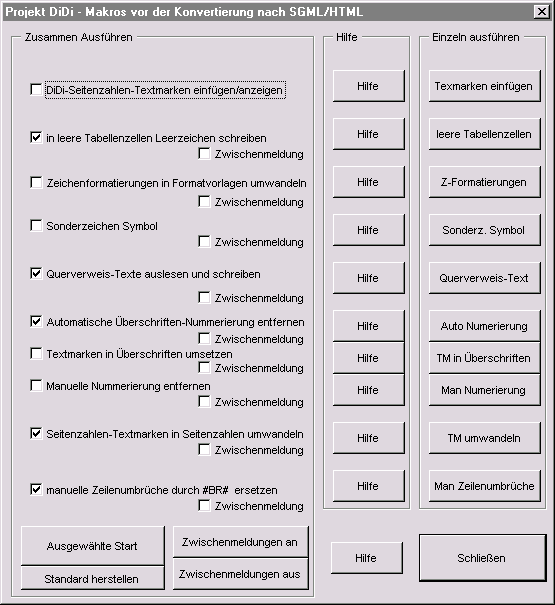 Projekt DiDi - Makros vor der Konvertierung nach SGML/HTML
Zusammen Ausführen
Hilfe
Einzeln ausführen
DiDi-Seitenzahlen-Textmarken einfügen/anzeigen
Hilfe
Texmarken einfügen
in leere Tabellenzellen Leerzeichen schreiben
Hilfe
leere Tabellenzellen
Zwischenmeldung
Zeichenformatierungen in Formatvorlagen umwandeln
Hilfe
Z-Formatierungen
Zwischenmeldung
Sonderzeichen Symbol
Hilfe
Sonderz. Symbol
Zwischenmeldung
Querverweis-Texte auslesen und schreiben
Hilfe
Querverweis-Text
Zwischenmeldung
Automatische Überschriften-Nummerierung entfernen
Hilfe
Auto Numerierung
Zwischenmeldung
Textmarken in Überschriften umsetzen
Hilfe
TM in Überschriften
Zwischenmeldung
Manuelle Nummerierung entfernen
Hilfe
Man Numerierung
Zwischenmeldung
Seitenzahlen-Textmarken in Seitenzahlen umwandeln
Hilfe
TM umwandeln
Zwischenmeldung
manuelle Zeilenumbrüche durch #BR# ersetzen
Hilfe
Man Zeilenumbrüche
Zwischenmeldung
Ausgewählte Start
Zwischenmeldungen an
Hilfe
Schließen
Standard herstellen
Zwischenmeldungen aus